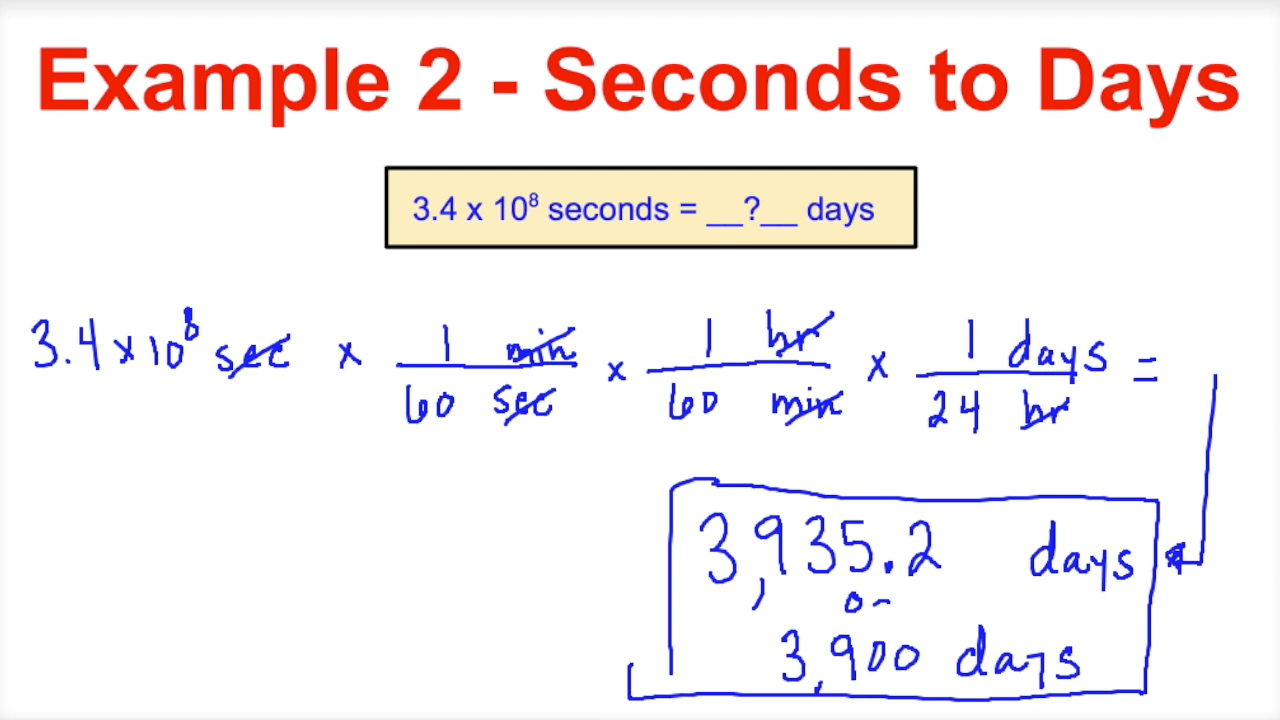 Example 2 - Seconds to Days
3.4 x 10⁸ seconds = __?__ days
3.4 x 10⁸ sec x 1 min / 60 sec x 1 hr / 60 min x 1 days / 24 hr =
3,935.2 days
or
3,900 days